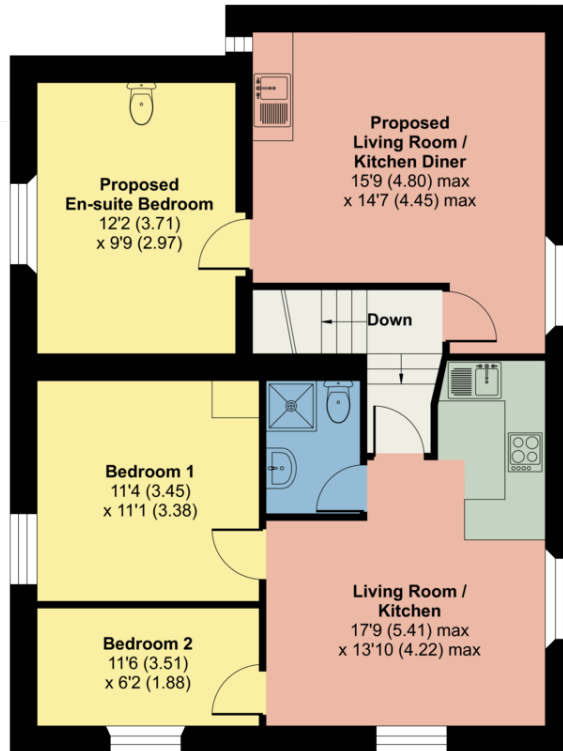 Proposed
Living Room /
Kitchen Diner
15'9 (4.80) max
x 14'7 (4.45) max
Proposed
En-suite Bedroom
12'2 (3.71)
x 9'9 (2.97)
Down
Bedroom 1
11'4 (3.45)
x 11'1 (3.38)
Living Room /
Kitchen
17'9 (5.41) max
x 13'10 (4.22) max
Bedroom 2
11'6 (3.51)
x 6'2 (1.88)